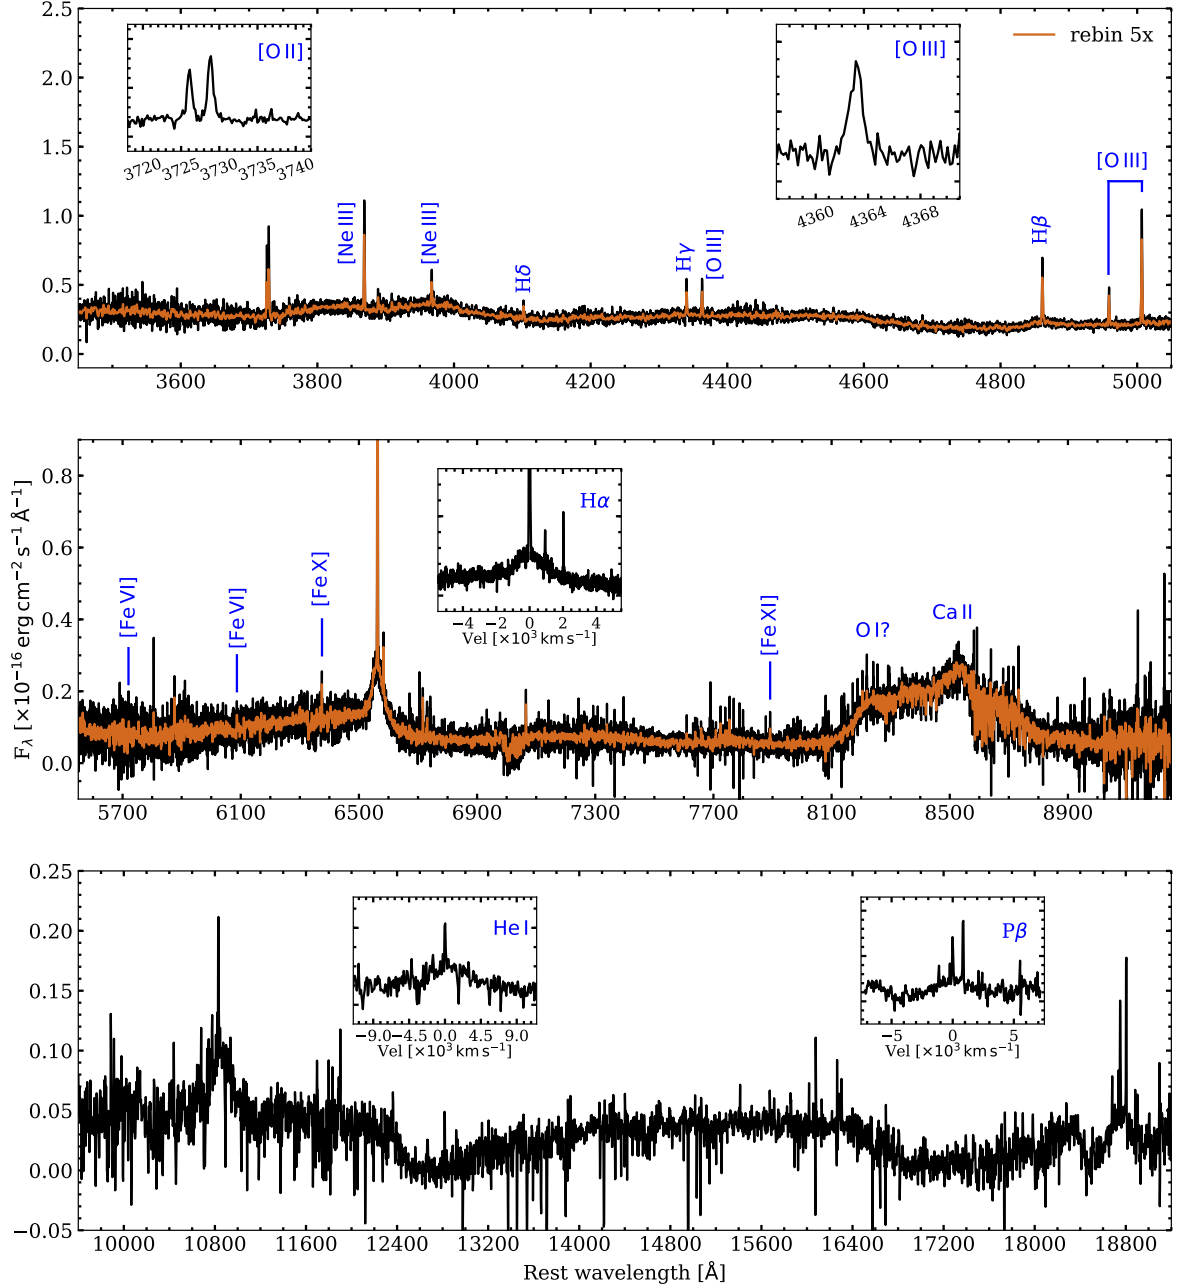 2.5
2.0
1.5
1.0
0.5
0.0
[O II]
3720 3725 3730 3735 3740
[O III]
4360 4364 4368
rebin 5x
[Ne III]
[Ne III]
Hδ
Hγ
[O III]
Hβ
[O III]
3600 3800 4000 4200 4400 4600 4800 5000
F_λ [×10⁻¹⁶ erg cm⁻² s⁻¹ Å⁻¹]
0.8
0.6
0.4
0.2
0.0
[Fe VI]
[Fe VI]
[Fe X]
Hα
−4 −2 0 2 4
Vel [×10³ km s⁻¹]
[Fe XI]
O I?
Ca II
5700 6100 6500 6900 7300 7700 8100 8500 8900
0.25
0.20
0.15
0.10
0.05
0.00
−0.05
He I
−9.0 −4.5 0.0 4.5 9.0
Vel [×10³ km s⁻¹]
Pβ
−5 0 5
Vel [×10³ km s⁻¹]
10000 10800 11600 12400 13200 14000 14800 15600 16400 17200 18000 18800
Rest wavelength [Å]